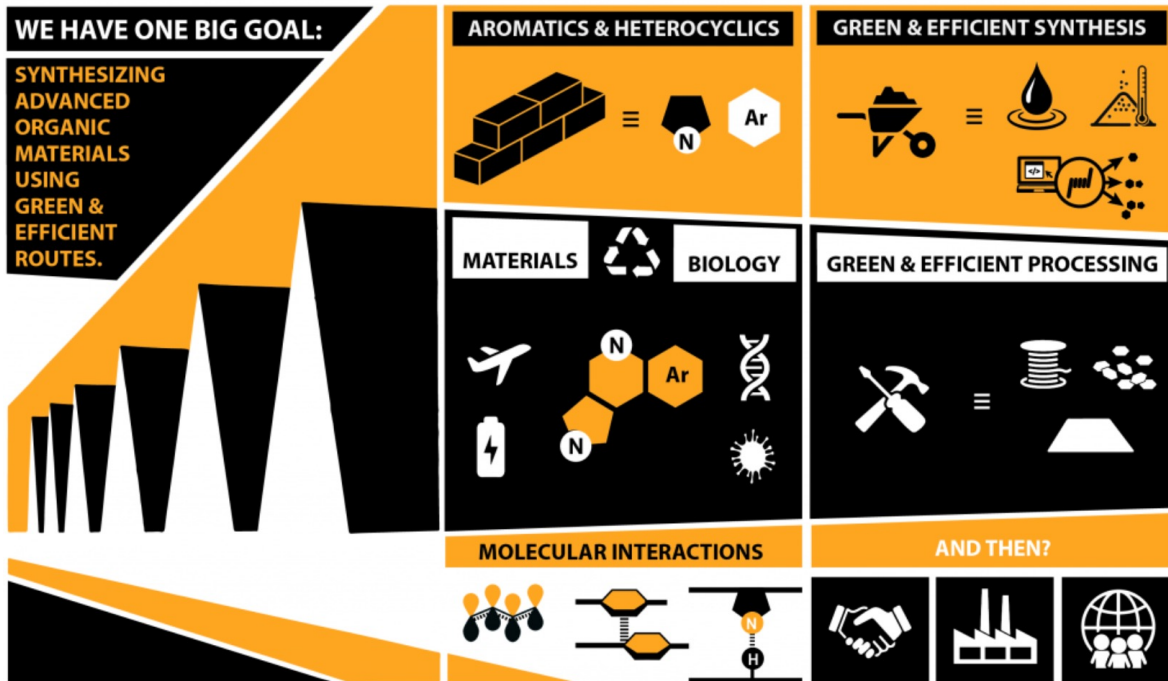 WE HAVE ONE BIG GOAL:
SYNTHESIZING
ADVANCED
ORGANIC
MATERIALS
USING
GREEN &
EFFICIENT
ROUTES.
AROMATICS & HETEROCYCLICS
≡
N
Ar
GREEN & EFFICIENT SYNTHESIS
≡
</>
MATERIALS
BIOLOGY
N
Ar
N
GREEN & EFFICIENT PROCESSING
≡
MOLECULAR INTERACTIONS
N
H
AND THEN?